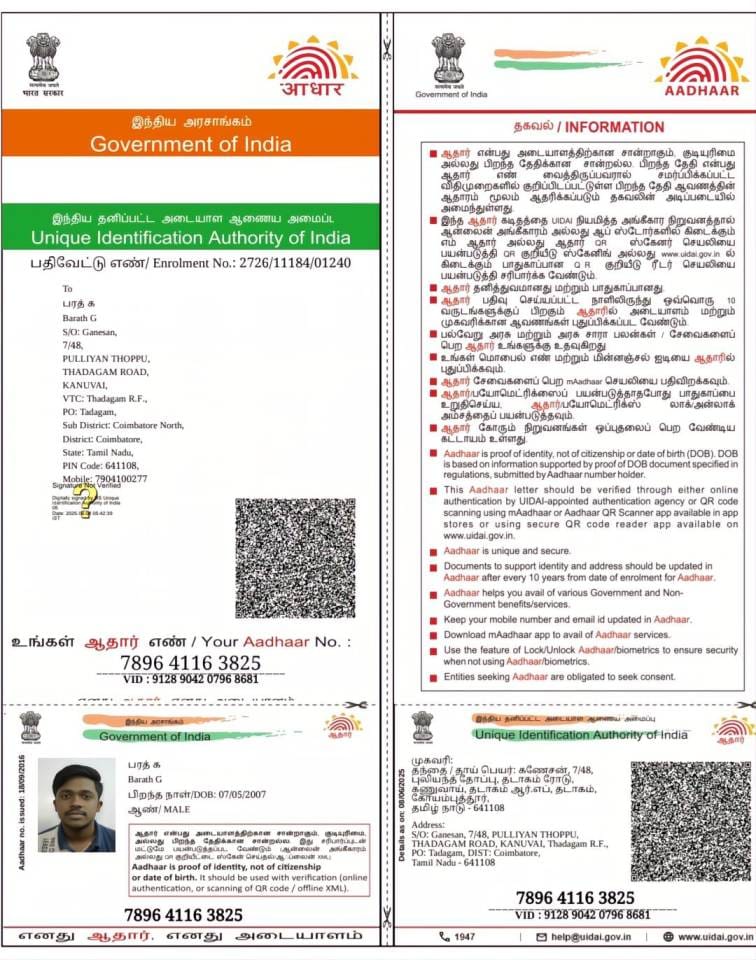 सत्यमेव जयते
भारत सरकार
आधार
இந்திய அரசாங்கம்
Government of India
இந்திய தனிப்பட்ட அடையாள ஆணைய அமைப்பு
Unique Identification Authority of India
பதிவேட்டு எண்/ Enrolment No.: 2726/11184/01240
To
பரத் க
Barath G
S/O: Ganesan,
7/48,
PULLIYAN THOPPU,
THADAGAM ROAD,
KANUVAI,
VTC: Thadagam R.F.,
PO: Tadagam,
Sub District: Coimbatore North,
District: Coimbatore,
State: Tamil Nadu,
PIN Code: 641108,
Mobile: 7904100277
Signature Not Verified
?
Digitally signed by DS Unique
Identification Authority of India
05:42:39
IST
உங்கள் ஆதார் எண் / Your Aadhaar No. :
7896 4116 3825
VID : 9128 9042 0796 8681
எனது ஆதார், எனது அடையாளம்
இந்திய அரசாங்கம்
Government of India
ஆதார்
Aadhaar no. issued: 18/09/2016
பரத் க
Barath G
பிறந்த நாள்/DOB: 07/05/2007
ஆண்/ MALE
ஆதார் என்பது அடையாளத்திற்கான சான்றாகும், குடியுரிமை
அல்லது பிறந்த தேதிக்கான சான்றல்ல. இது சரிபார்ப்புடன்
மட்டுமே பயன்படுத்தப்பட வேண்டும் (ஆன்லைன் அங்கீகாரம்
அல்லது QR குறியீட்டை ஸ்கேன் செய்தல்/ஆஃப்லைன் XML)
Aadhaar is proof of identity, not of citizenship
or date of birth. It should be used with verification (online
authentication, or scanning of QR code / offline XML).
7896 4116 3825
எனது ஆதார், எனது அடையாளம்
सत्यमेव जयते
Government of India
AADHAAR
தகவல் / INFORMATION
ஆதார் என்பது அடையாளத்திற்கான சான்றாகும், குடியுரிமை
அல்லது பிறந்த தேதிக்கான சான்றல்ல. பிறந்த தேதி என்பது
ஆதார் எண் வைத்திருப்பவரால் சமர்ப்பிக்கப்பட்ட
விதிமுறைகளில் குறிப்பிடப்பட்டுள்ள பிறந்த தேதி ஆவணத்தின்
ஆதாரம் மூலம் ஆதரிக்கப்படும் தகவலின் அடிப்படையில்
அமைந்துள்ளது.
இந்த ஆதார் கடிதத்தை UIDAI நியமித்த அங்கீகார நிறுவனத்தால்
ஆன்லைன் அங்கீகாரம் அல்லது ஆப் ஸ்டோர்களில் கிடைக்கும்
எம் ஆதார் அல்லது ஆதார் QR ஸ்கேனர் செயலியை
பயன்படுத்தி QR குறியீடு ஸ்கேனிங் அல்லது www.uidai.gov.in ல்
கிடைக்கும் பாதுகாப்பான Q R குறியீடு ரீடர் செயலியை
பயன்படுத்தி சரிபார்க்க வேண்டும்.
ஆதார் தனித்துவமானது மற்றும் பாதுகாப்பானது.
ஆதார் பதிவு செய்யப்பட்ட நாளிலிருந்து ஒவ்வொரு 10
வருடங்களுக்குப் பிறகும் ஆதாரில் அடையாளம் மற்றும்
முகவரிக்கான ஆவணங்கள் புதுப்பிக்கப்பட வேண்டும்.
பல்வேறு அரசு மற்றும் அரசு சாரா பலன்கள் / சேவைகளைப்
பெற ஆதார் உங்களுக்கு உதவுகிறது
உங்கள் மொபைல் எண் மற்றும் மின்னஞ்சல் ஐடியை ஆதாரில்
புதுப்பிக்கவும்.
ஆதார் சேவைகளைப் பெற mAadhaar செயலியை பதிவிறக்கவும்.
ஆதார்/பயோமெட்ரிக்ஸைப் பயன்படுத்தாதபோது பாதுகாப்பை
உறுதிசெய்ய, ஆதார்/பயோமெட்ரிக்ஸ் லாக்/அன்லாக்
அம்சத்தைப் பயன்படுத்தவும்.
ஆதார் கோரும் நிறுவனங்கள் ஒப்புதலைப் பெற வேண்டிய
கட்டாயம் உள்ளது.
Aadhaar is proof of identity, not of citizenship or date of birth (DOB). DOB
is based on information supported by proof of DOB document specified in
regulations, submitted by Aadhaar number holder.
This Aadhaar letter should be verified through either online
authentication by UIDAI-appointed authentication agency or QR code
scanning using mAadhaar or Aadhaar QR Scanner app available in app
stores or using secure QR code reader app available on
www.uidai.gov.in.
Aadhaar is unique and secure.
Documents to support identity and address should be updated in
Aadhaar after every 10 years from date of enrolment for Aadhaar.
Aadhaar helps you avail of various Government and Non-
Government benefits/services.
Keep your mobile number and email id updated in Aadhaar.
Download mAadhaar app to avail of Aadhaar services.
Use the feature of Lock/Unlock Aadhaar/biometrics to ensure security
when not using Aadhaar/biometrics.
Entities seeking Aadhaar are obligated to seek consent.
இந்திய தனிப்பட்ட அடையாள ஆணைய அமைப்பு
Unique Identification Authority of India
ஆதார்
Details as on: 08/06/2025
முகவரி:
தந்தை / தாய் பெயர்: கணேசன், 7/48,
புலியந் தோப்பு, தடாகம் ரோடு,
கணுவாய், தடாகம் ஆர்.எப், தடாகம்,
கோயம்புத்தூர்,
தமிழ் நாடு - 641108
Address:
S/O: Ganesan, 7/48, PULLIYAN THOPPU,
THADAGAM ROAD, KANUVAI, Thadagam R.F.,
PO: Tadagam, DIST: Coimbatore,
Tamil Nadu - 641108
7896 4116 3825
VID : 9128 9042 0796 8681
1947
help@uidai.gov.in
www.uidai.gov.in